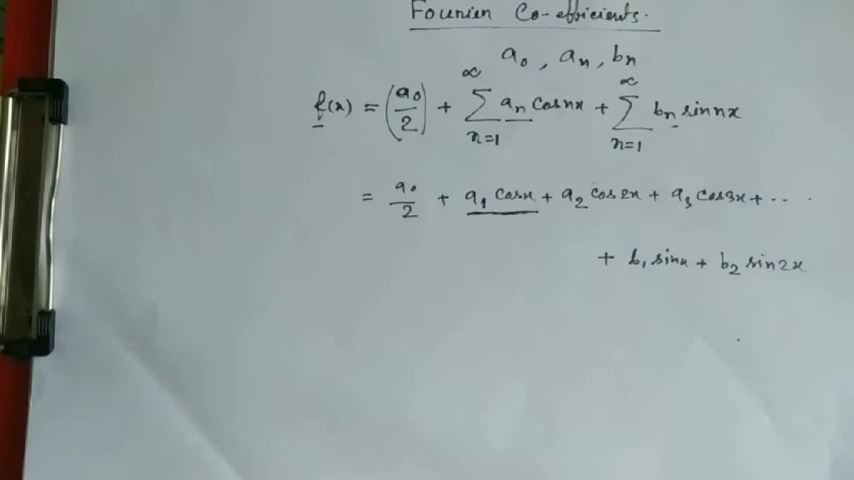 Fourier Co-efficients.
a₀, aₙ, bₙ
f(x) = (a₀/2) + ∑_{n=1}^{∞} aₙ cosnx + ∑_{n=1}^{∞} bₙ sinnx
= a₀/2 + a₁ cosx + a₂ cos2x + a₃ cos3x + ....
+ b₁ sinx + b₂ sin2x